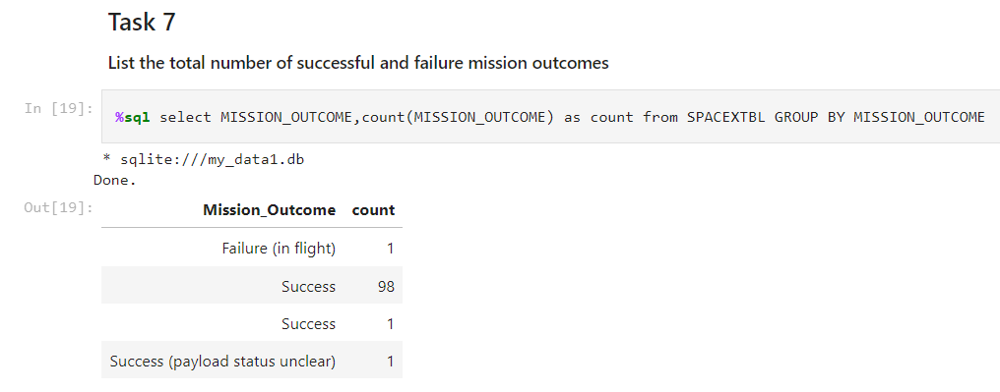 Task 7
List the total number of successful and failure mission outcomes
In [19]: %sql select MISSION_OUTCOME,count(MISSION_OUTCOME) as count from SPACEXTBL GROUP BY MISSION_OUTCOME
* sqlite:///my_data1.db
Done.
Out[19]: Mission_Outcome count
Failure (in flight) 1
Success 98
Success 1
Success (payload status unclear) 1